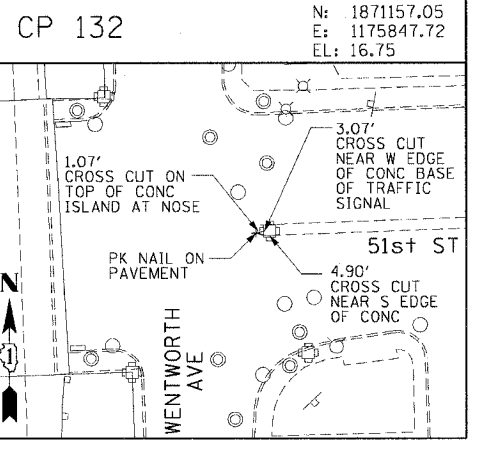 CP 132
N: 1871157.05
E: 1175847.72
EL: 16.75
3.07'
CROSS CUT
NEAR W EDGE
OF CONC BASE
OF TRAFFIC
SIGNAL
1.07'
CROSS CUT ON
TOP OF CONC
ISLAND AT NOSE
PK NAIL ON
PAVEMENT
51st ST
4.90'
CROSS CUT
NEAR S EDGE
OF CONC
N
1
WENTWORTH
AVE